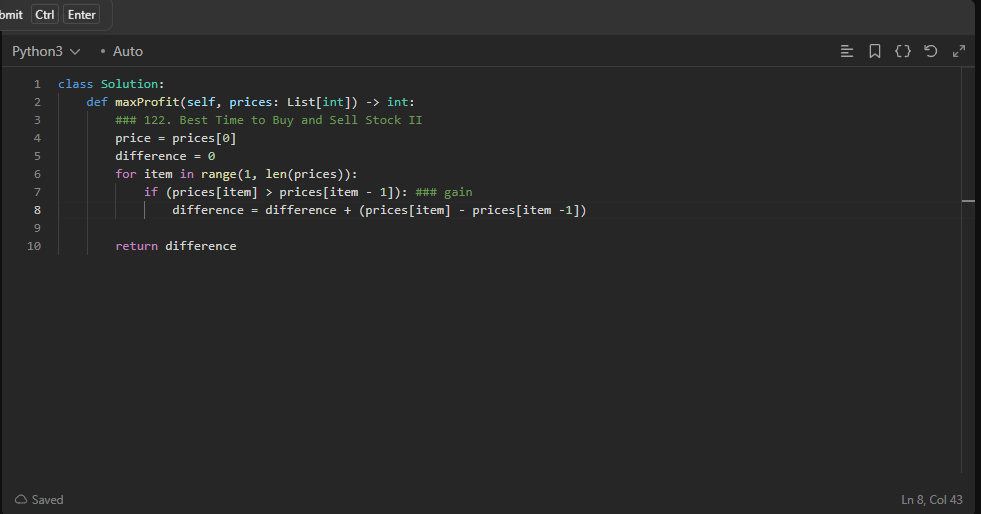 Ctrl Enter
Python3 • Auto
1 class Solution:
2 def maxProfit(self, prices: List[int]) -> int:
3 ### 122. Best Time to Buy and Sell Stock II
4 price = prices[0]
5 difference = 0
6 for item in range(1, len(prices)):
7 if (prices[item] > prices[item - 1]): ### gain
8 difference = difference + (prices[item] - prices[item -1])
9
10 return difference
Saved
Ln 8, Col 43